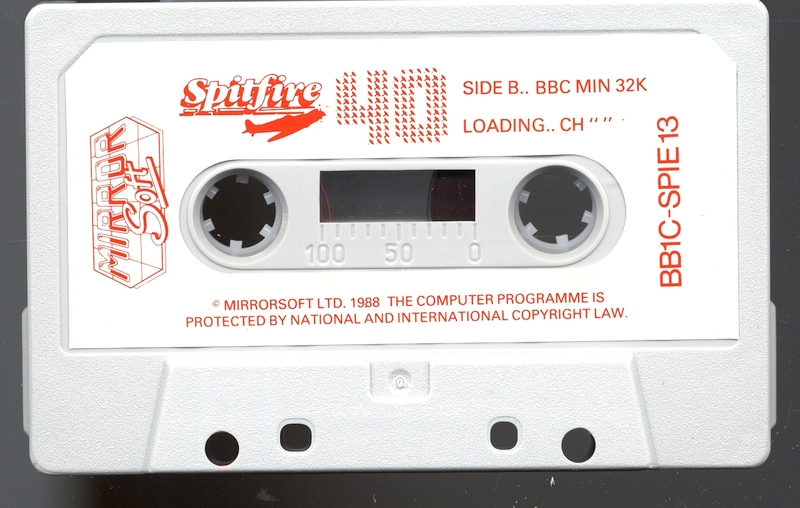 Spitfire 40
SIDE B.. BBC MIN 32K
LOADING.. CH “ ”
MIRROR
Soft
BB1C-SPIE 13
100 50 0
© MIRRORSOFT LTD. 1988 THE COMPUTER PROGRAMME IS
PROTECTED BY NATIONAL AND INTERNATIONAL COPYRIGHT LAW.